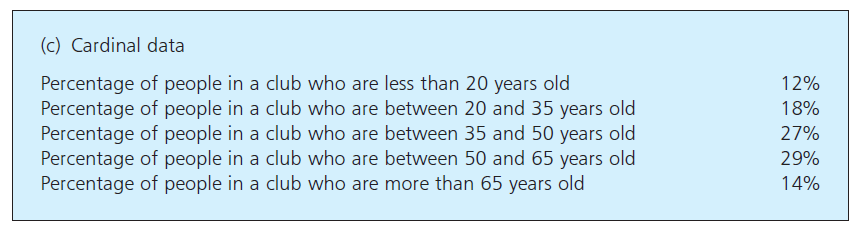 (c) Cardinal data
Percentage of people in a club who are less than 20 years old 12%
Percentage of people in a club who are between 20 and 35 years old 18%
Percentage of people in a club who are between 35 and 50 years old 27%
Percentage of people in a club who are between 50 and 65 years old 29%
Percentage of people in a club who are more than 65 years old 14%